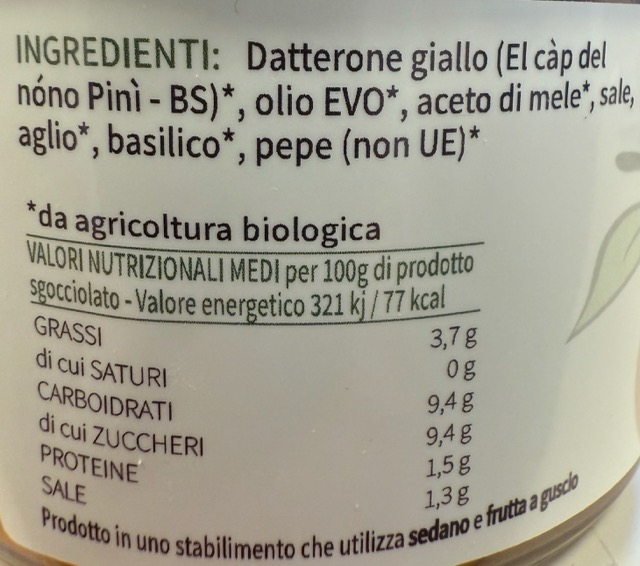 INGREDIENTI: Datterone giallo (El càp del
nóno Pinì - BS)*, olio EVO*, aceto di mele*, sale,
aglio*, basilico*, pepe (non UE)*
*da agricoltura biologica
VALORI NUTRIZIONALI MEDI per 100g di prodotto
sgocciolato - Valore energetico 321 kj / 77 kcal
GRASSI 3,7 g
di cui SATURI 0 g
CARBOIDRATI 9,4 g
di cui ZUCCHERI 9,4 g
PROTEINE 1,5 g
SALE 1,3 g
Prodotto in uno stabilimento che utilizza sedano e frutta a guscio